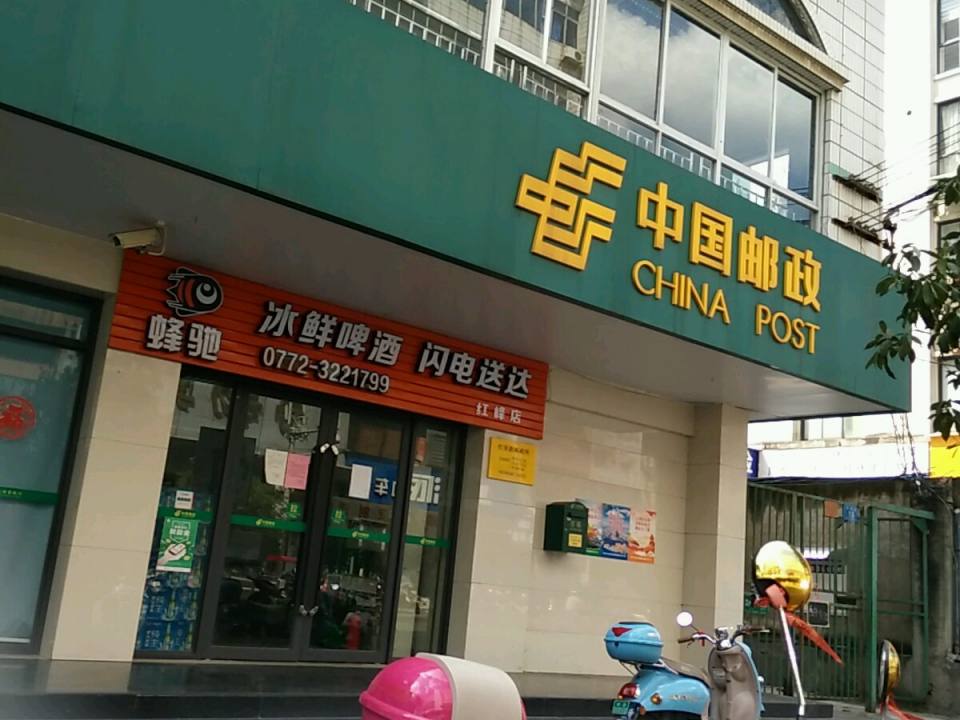 中国邮政
CHINA POST
蜂驰
冰鲜啤酒 闪电送达
0772-3221799
红峰店